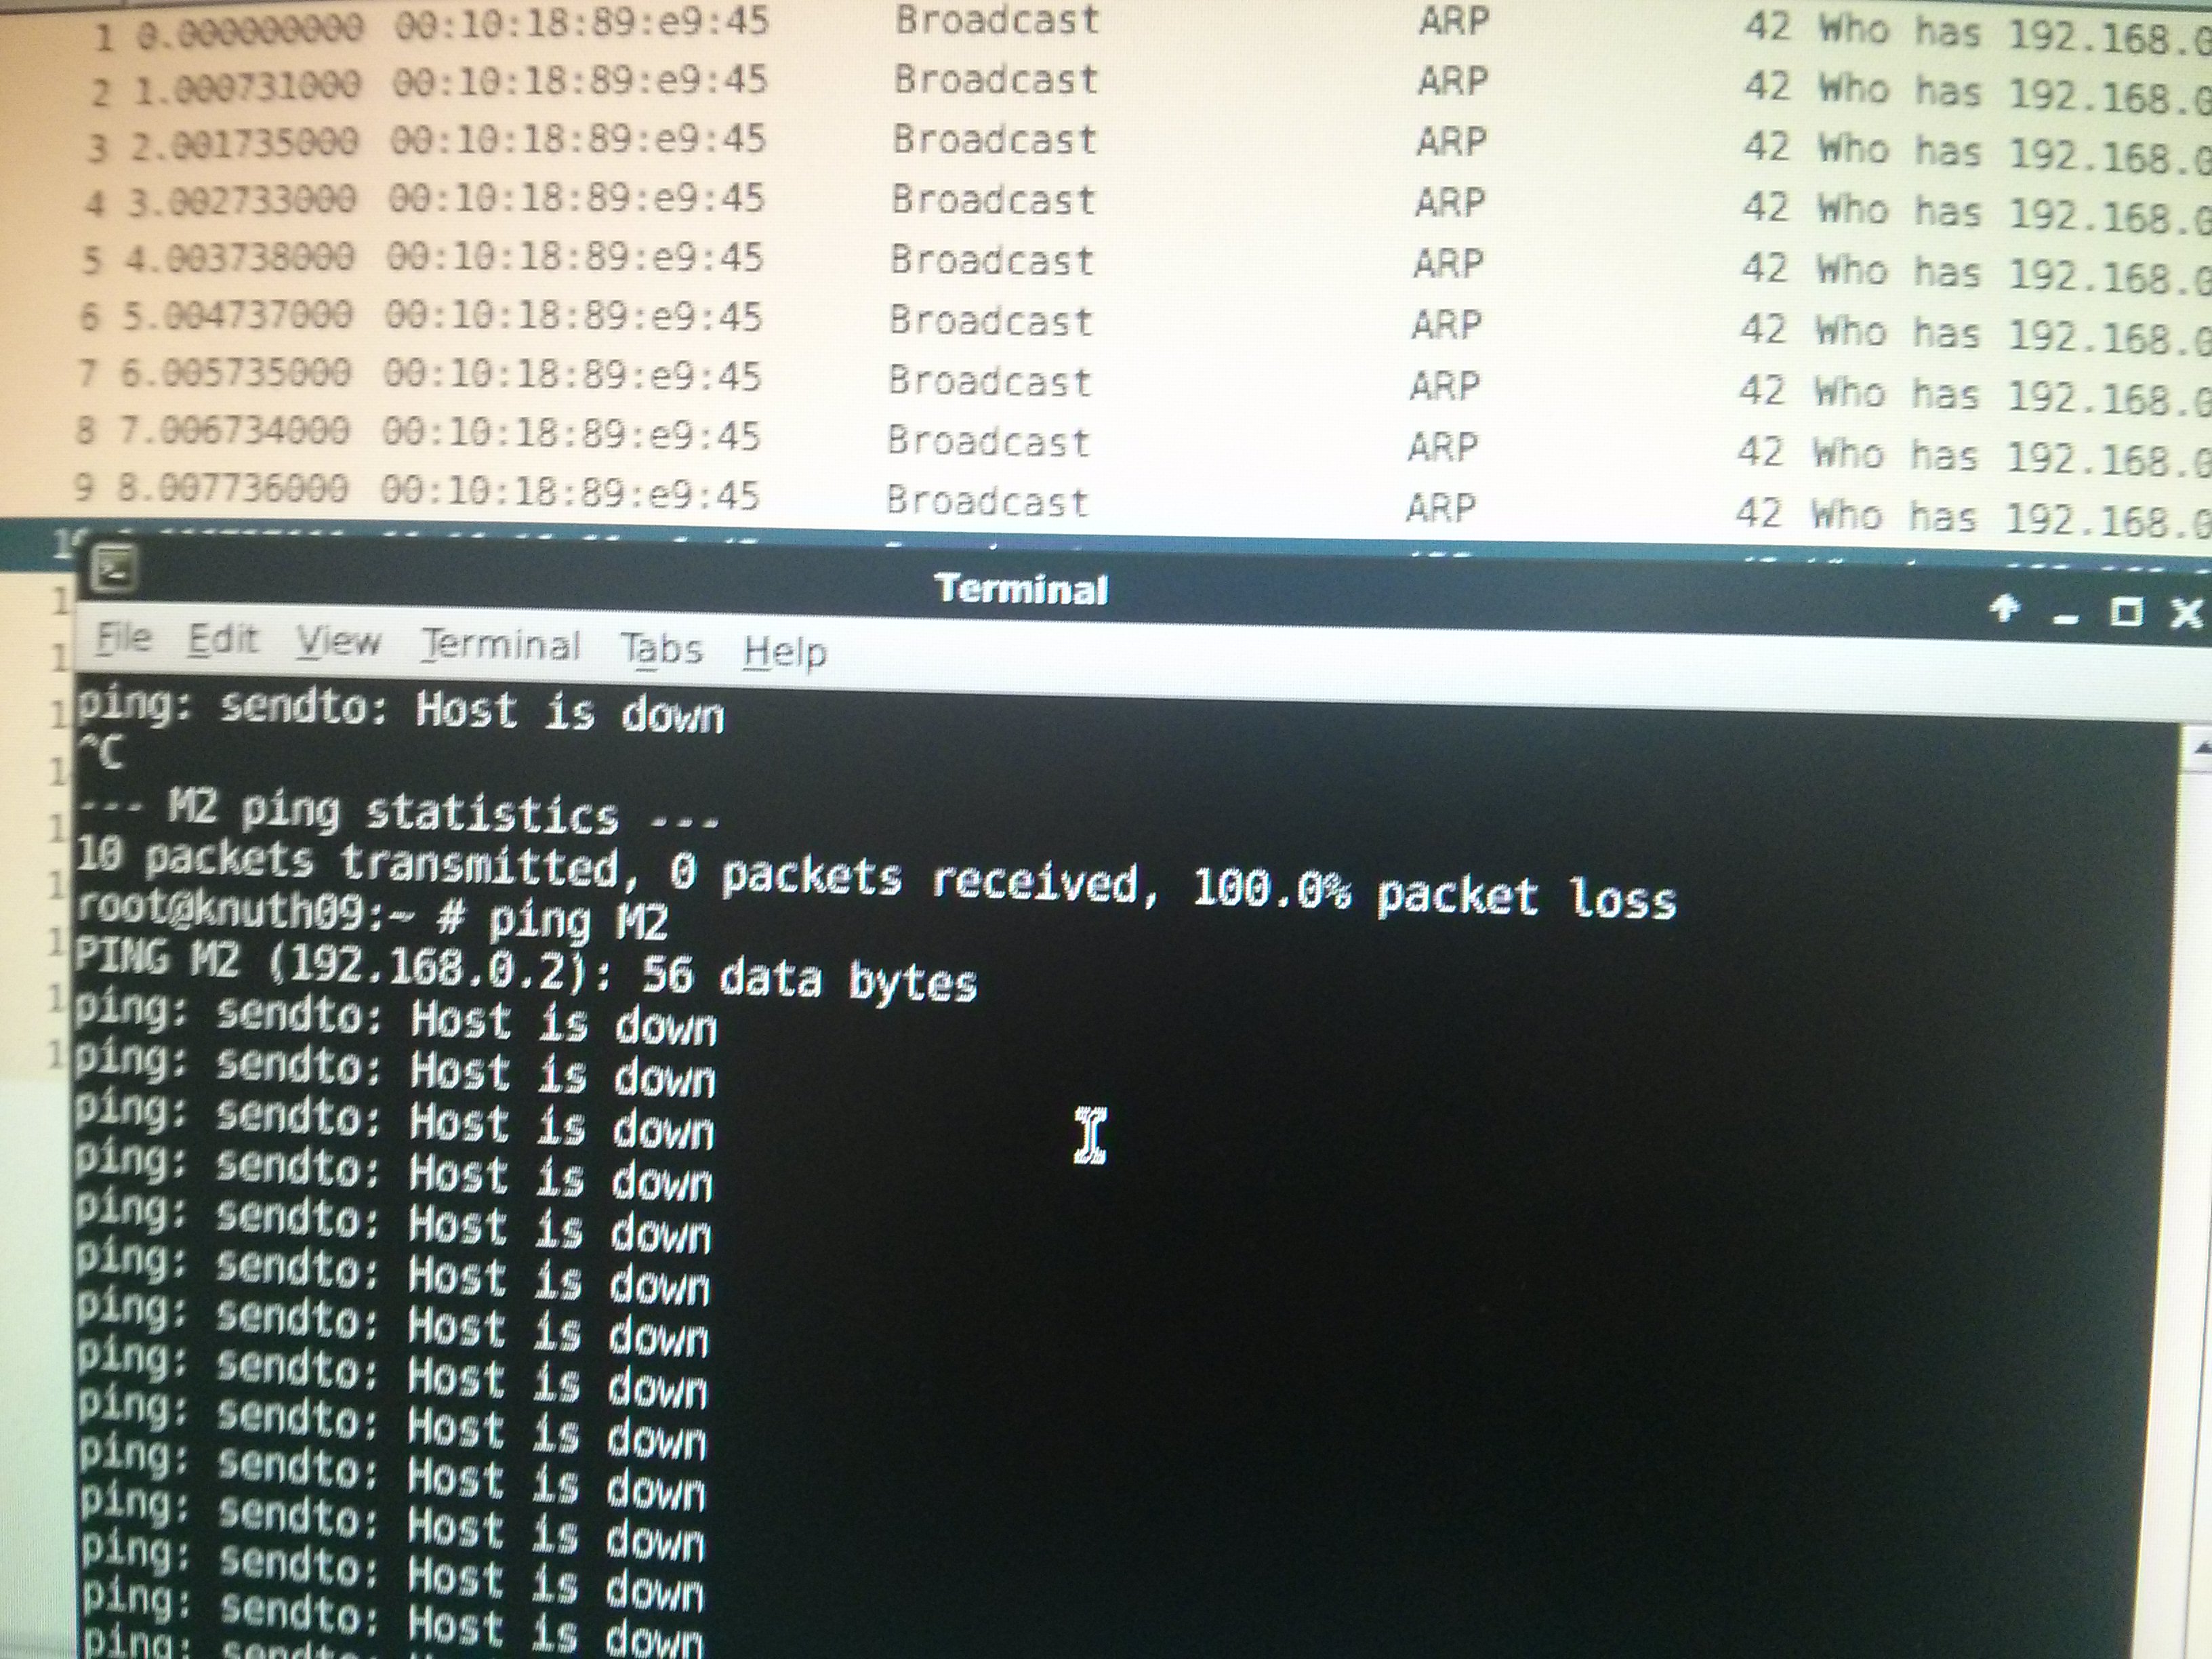 1 0.000000000 00:10:18:89:e9:45 Broadcast ARP 42 Who has 192.168.0
2 1.000731000 00:10:18:89:e9:45 Broadcast ARP 42 Who has 192.168.0
3 2.001735000 00:10:18:89:e9:45 Broadcast ARP 42 Who has 192.168.0
4 3.002733000 00:10:18:89:e9:45 Broadcast ARP 42 Who has 192.168.0
5 4.003738000 00:10:18:89:e9:45 Broadcast ARP 42 Who has 192.168.0
6 5.004737000 00:10:18:89:e9:45 Broadcast ARP 42 Who has 192.168.0
7 6.005735000 00:10:18:89:e9:45 Broadcast ARP 42 Who has 192.168.0
8 7.006734000 00:10:18:89:e9:45 Broadcast ARP 42 Who has 192.168.0
9 8.007736000 00:10:18:89:e9:45 Broadcast ARP 42 Who has 192.168.0
Terminal
File Edit View Terminal Tabs Help
ping: sendto: Host is down
^C
--- M2 ping statistics ---
10 packets transmitted, 0 packets received, 100.0% packet loss
root@knuth09:~ # ping M2
PING M2 (192.168.0.2): 56 data bytes
ping: sendto: Host is down
ping: sendto: Host is down
ping: sendto: Host is down
ping: sendto: Host is down
ping: sendto: Host is down
ping: sendto: Host is down
ping: sendto: Host is down
ping: sendto: Host is down
ping: sendto: Host is down
ping: sendto: Host is down
ping: sendto: Host is down
ping: sendto: Host is down
ping: sendto: Host is down
ping: sendto: